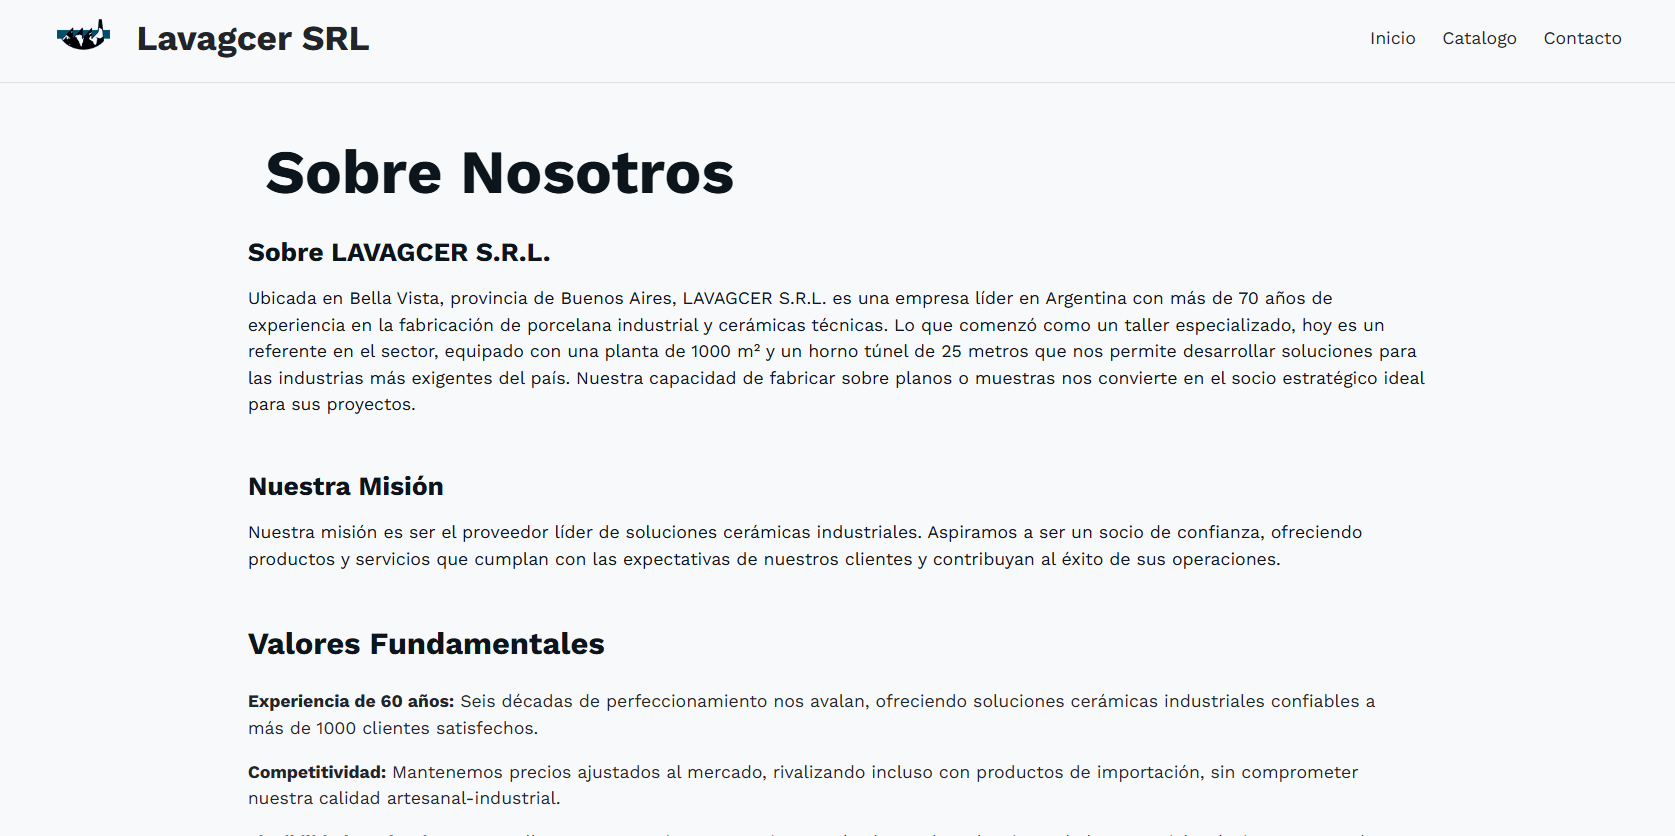 Lavagcer SRL
Inicio Catalogo Contacto
Sobre Nosotros
Sobre LAVAGCER S.R.L.
Ubicada en Bella Vista, provincia de Buenos Aires, LAVAGCER S.R.L. es una empresa líder en Argentina con más de 70 años de
experiencia en la fabricación de porcelana industrial y cerámicas técnicas. Lo que comenzó como un taller especializado, hoy es un
referente en el sector, equipado con una planta de 1000 m² y un horno túnel de 25 metros que nos permite desarrollar soluciones para
las industrias más exigentes del país. Nuestra capacidad de fabricar sobre planos o muestras nos convierte en el socio estratégico ideal
para sus proyectos.
Nuestra Misión
Nuestra misión es ser el proveedor líder de soluciones cerámicas industriales. Aspiramos a ser un socio de confianza, ofreciendo
productos y servicios que cumplan con las expectativas de nuestros clientes y contribuyan al éxito de sus operaciones.
Valores Fundamentales
Experiencia de 60 años: Seis décadas de perfeccionamiento nos avalan, ofreciendo soluciones cerámicas industriales confiables a
más de 1000 clientes satisfechos.
Competitividad: Mantenemos precios ajustados al mercado, rivalizando incluso con productos de importación, sin comprometer
nuestra calidad artesanal-industrial.